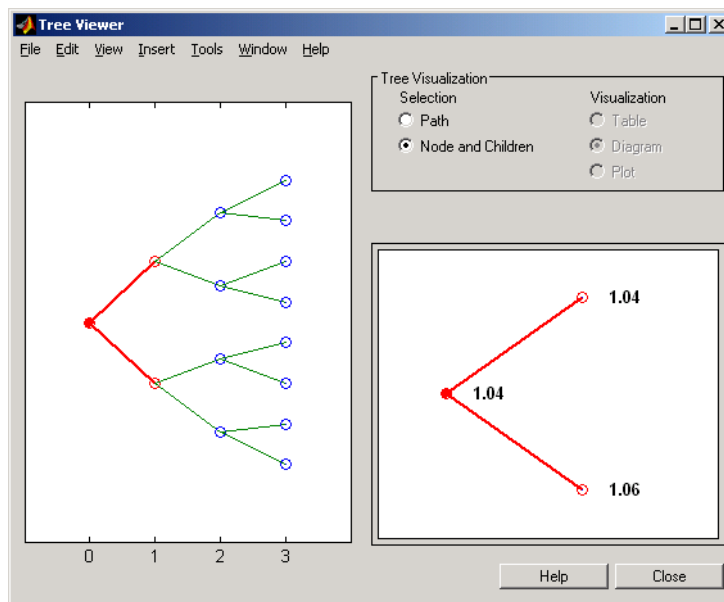 Tree Viewer
File Edit View Insert Tools Window Help
Tree Visualization
Selection
Path
Node and Children
Visualization
Table
Diagram
Plot
0 1 2 3
1.04
1.04
1.06
Help Close